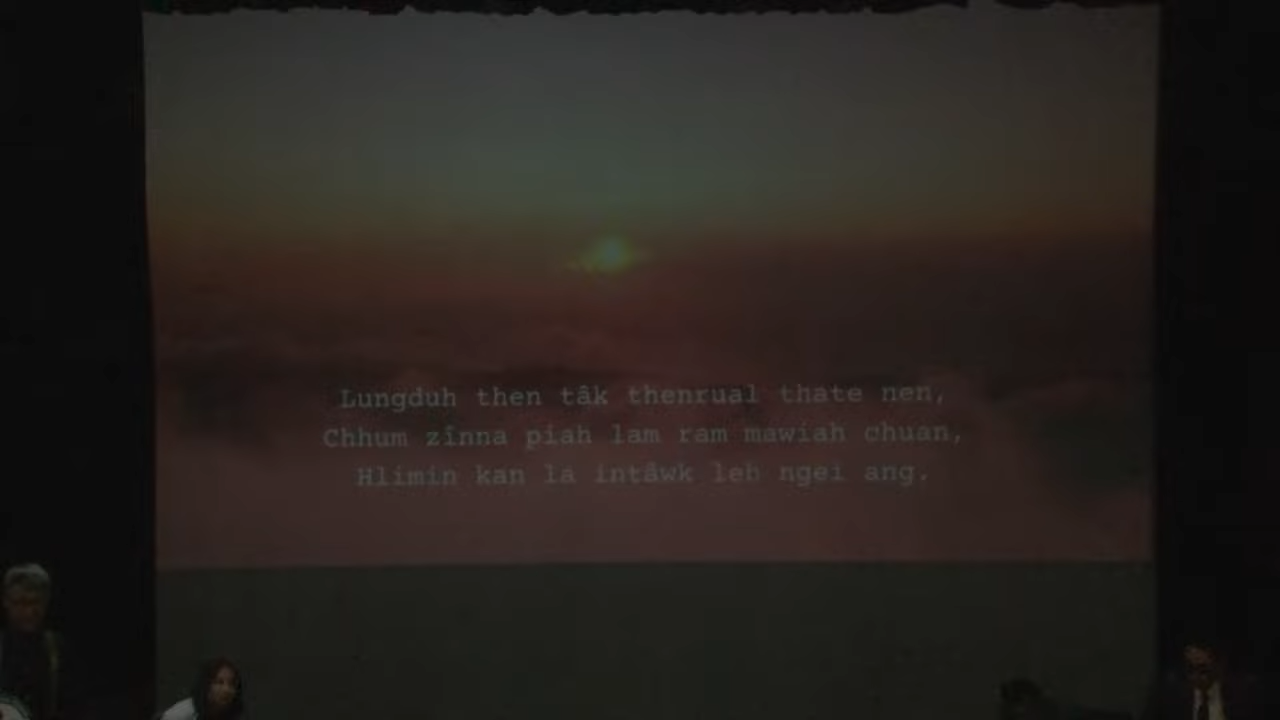 Lungduh then tâk thenrual thate nen,
Chhum zînna piah lam ram mawiah chuan,
Hlimin kan la intâwk leh ngei ang.